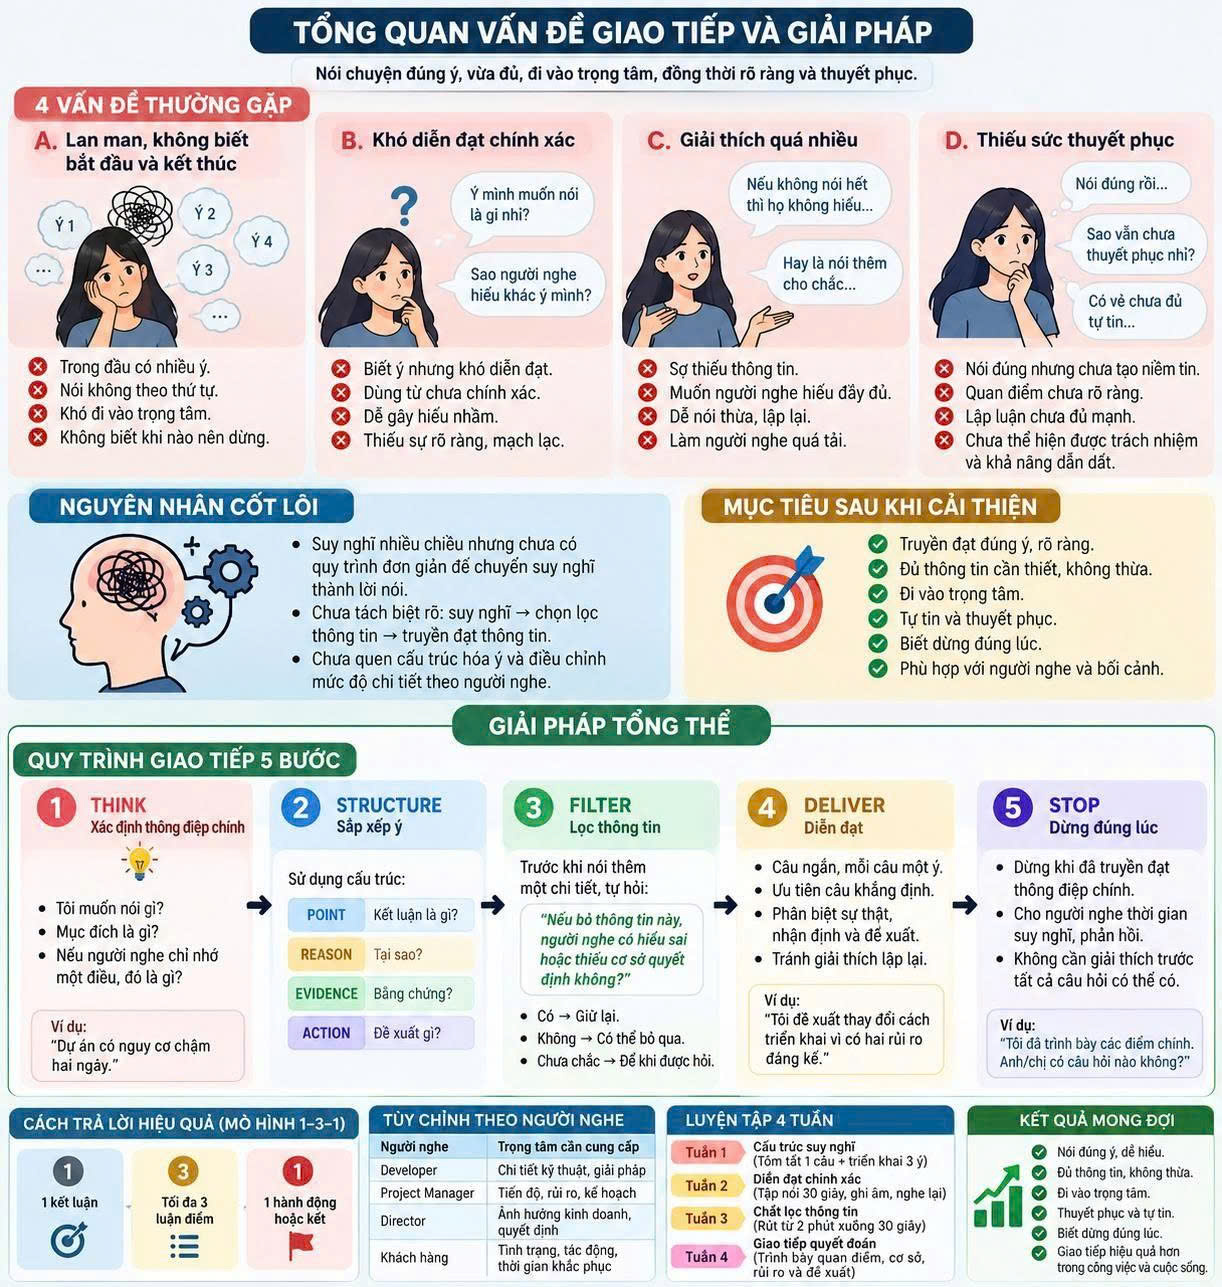 TỔNG QUAN VẤN ĐỀ GIAO TIẾP VÀ GIẢI PHÁP
Nói chuyện đúng ý, vừa đủ, đi vào trọng tâm, đồng thời rõ ràng và thuyết phục.
4 VẤN ĐỀ THƯỜNG GẶP
A. Lan man, không biết
bắt đầu và kết thúc
Ý 1
Ý 2
Ý 4
Ý 3
...
...
Trong đầu có nhiều ý.
Nói không theo thứ tự.
Khó đi vào trọng tâm.
Không biết khi nào nên dừng.
B. Khó diễn đạt chính xác
?
Ý mình muốn nói
là gì nhỉ?
Sao người nghe
hiểu khác ý mình?
Biết ý nhưng khó diễn đạt.
Dùng từ chưa chính xác.
Dễ gây hiểu nhầm.
Thiếu sự rõ ràng, mạch lạc.
C. Giải thích quá nhiều
Nếu không nói hết
thì họ không hiểu...
Hay là nói thêm
cho chắc...
Sợ thiếu thông tin.
Muốn người nghe hiểu đầy đủ.
Dễ nói thừa, lập lại.
Làm người nghe quá tải.
D. Thiếu sức thuyết phục
Nói đúng rồi...
Sao vẫn chưa
thuyết phục nhỉ?
Có vẻ chưa đủ
tự tin...
Nói đúng nhưng chưa tạo niềm tin.
Quan điểm chưa rõ ràng.
Lập luận chưa đủ mạnh.
Chưa thể hiện được trách nhiệm
và khả năng dẫn dắt.
NGUYÊN NHÂN CỐT LÕI
• Suy nghĩ nhiều chiều nhưng chưa có
quy trình đơn giản để chuyển suy nghĩ
thành lời nói.
• Chưa tách biệt rõ: suy nghĩ → chọn lọc
thông tin → truyền đạt thông tin.
• Chưa quen cấu trúc hóa ý và điều chỉnh
mức độ chi tiết theo người nghe.
MỤC TIÊU SAU KHI CẢI THIỆN
Truyền đạt đúng ý, rõ ràng.
Đủ thông tin cần thiết, không thừa.
Đi vào trọng tâm.
Tự tin và thuyết phục.
Biết dừng đúng lúc.
Phù hợp với người nghe và bối cảnh.
GIẢI PHÁP TỔNG THỂ
QUY TRÌNH GIAO TIẾP 5 BƯỚC
1 THINK
Xác định thông điệp chính
• Tôi muốn nói gì?
• Mục đích là gì?
• Nếu người nghe chỉ nhớ
một điều, đó là gì?
Ví dụ:
"Dự án có nguy cơ chậm
hai ngày."
2 STRUCTURE
Sắp xếp ý
Sử dụng cấu trúc:
POINT Kết luận là gì?
REASON Tại sao?
EVIDENCE Bằng chứng?
ACTION Đề xuất gì?
3 FILTER
Lọc thông tin
Trước khi nói thêm
một chi tiết, tự hỏi:
"Nếu bỏ thông tin này,
người nghe có hiểu sai
hoặc thiếu cơ sở quyết
định không?"
• Có → Giữ lại.
• Không → Có thể bỏ qua.
• Chưa chắc → Để khi được hỏi.
4 DELIVER
Diễn đạt
• Câu ngắn, mỗi câu một ý.
• Ưu tiên câu khẳng định.
• Phân biệt sự thật,
nhận định và đề xuất.
• Tránh giải thích lập lại.
Ví dụ:
"Tôi đề xuất thay đổi cách
triển khai vì có hai rủi ro
đáng kể."
5 STOP
Dừng đúng lúc
• Dừng khi đã truyền đạt
thông điệp chính.
• Cho người nghe thời gian
suy nghĩ, phản hồi.
• Không cần giải thích trước
tất cả câu hỏi có thể có.
Ví dụ:
"Tôi đã trình bày các điểm chính.
Anh/chị có câu hỏi nào không?"
CÁCH TRẢ LỜI HIỆU QUẢ (MÔ HÌNH 1-3-1)
1
1 kết luận
3
Tối đa 3
luận điểm
1
1 hành động
hoặc kết
TÙY CHỈNH THEO NGƯỜI NGHE
Người nghe Trọng tâm cần cung cấp
Developer Chi tiết kỹ thuật, giải pháp
Project Manager Tiến độ, rủi ro, kế hoạch
Director Ảnh hưởng kinh doanh,
quyết định
Khách hàng Tình trạng, tác động,
thời gian khắc phục
LUYỆN TẬP 4 TUẦN
Tuần 1 Cấu trúc suy nghĩ
(Tóm tắt 1 câu + triển khai 3 ý)
Tuần 2 Diễn đạt chính xác
(Tập nói 30 giây, ghi âm, nghe lại)
Tuần 3 Chắt lọc thông tin
(Rút từ 2 phút xuống 30 giây)
Tuần 4 Giao tiếp quyết đoán
(Trình bày quan điểm, cơ sở,
rủi ro và đề xuất)
KẾT QUẢ MONG ĐỢI
Nói đúng ý, dễ hiểu.
Đủ thông tin, không thừa.
Đi vào trọng tâm.
Thuyết phục và tự tin.
Biết dừng đúng lúc.
Giao tiếp hiệu quả hơn
trong công việc và cuộc sống.